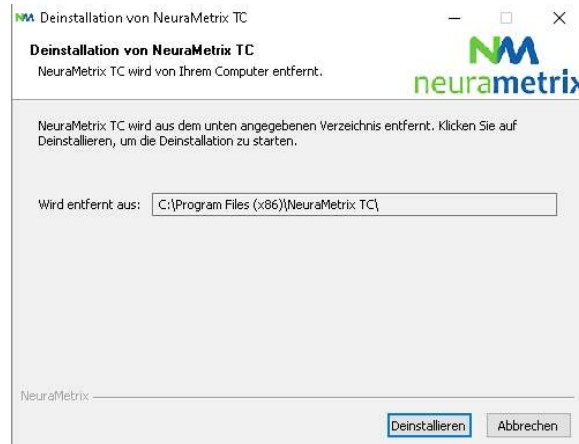 NM Deinstallation von NeuraMetrix TC
Deinstallation von NeuraMetrix TC
NeuraMetrix TC wird von Ihrem Computer entfernt.
NM
neurametrix
NeuraMetrix TC wird aus dem unten angegebenen Verzeichnis entfernt. Klicken Sie auf
Deinstallieren, um die Deinstallation zu starten.
Wird entfernt aus: C:\Program Files (x86)\NeuraMetrix TC\
NeuraMetrix
Deinstallieren Abbrechen